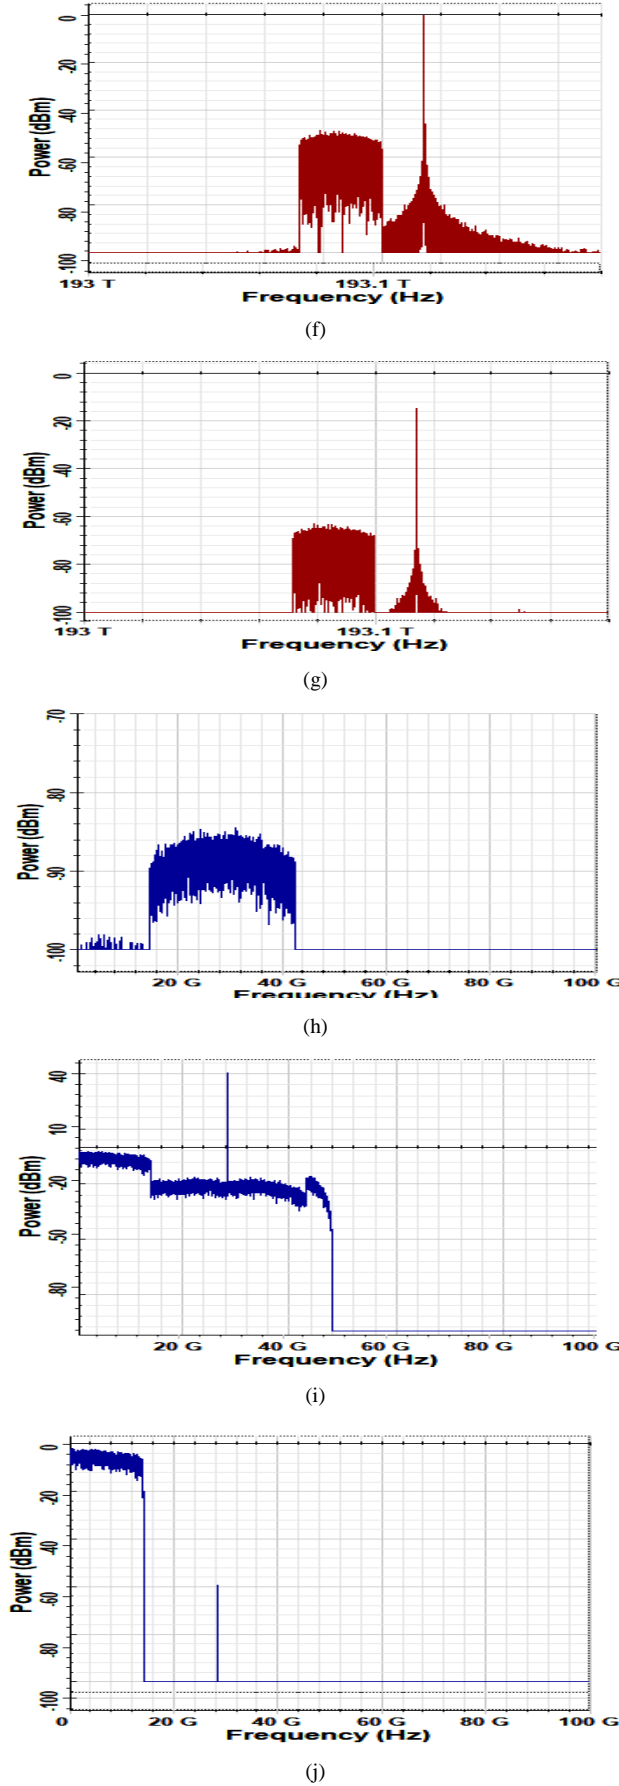 0
-20
-40
-60
-80
-100
Power (dBm)
193 T
193.1 T
Frequency (Hz)
(f)
0
-20
-40
-60
-80
-100
Power (dBm)
193 T
193.1 T
Frequency (Hz)
(g)
-70
-80
-90
-100
Power (dBm)
20 G
40 G
60 G
80 G
100 G
Frequency (Hz)
(h)
40
10
-20
-50
-80
Power (dBm)
20 G
40 G
60 G
80 G
100 G
Frequency (Hz)
(i)
0
-20
-40
-60
-80
-100
Power (dBm)
0
20 G
40 G
60 G
80 G
100 G
Frequency (Hz)
(j)